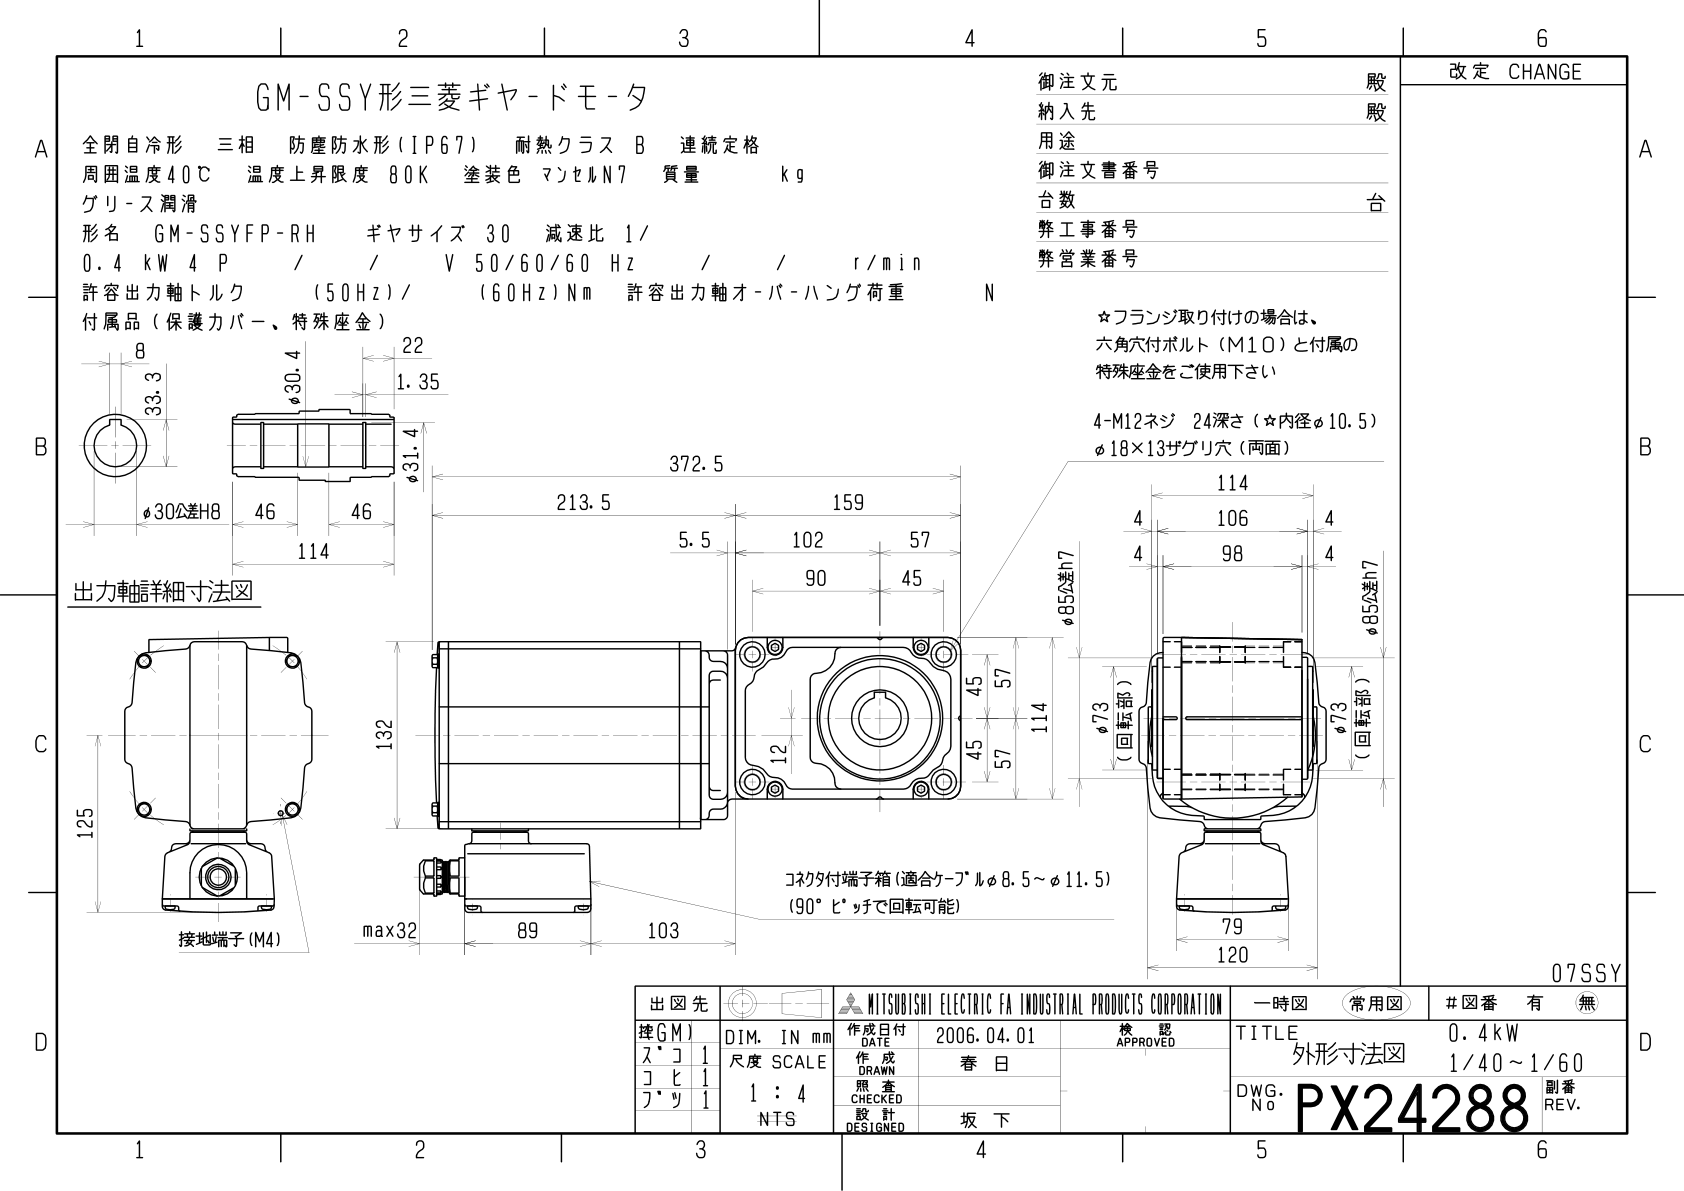 1 2 3 4 5 6
A
B
C
D
GM-SSY形三菱ギヤードモータ
全閉自冷形 三相 防塵防水形(IP67) 耐熱クラス B 連続定格
周囲温度40℃ 温度上昇限度 80K 塗装色 マンセルN7 質量 kg
グリース潤滑
形名 GM-SSYFP-RH ギヤサイズ 30 減速比 1/
0.4 kW 4 P / / V 50/60/60 Hz / / r/min
許容出力軸トルク (50Hz)/ (60Hz)Nm 許容出力軸オーバーハング荷重 N
付属品(保護カバー、特殊座金)
御注文元 殿
納入先 殿
用途
御注文書番号
台数 台
弊工事番号
弊営業番号
改定 CHANGE
☆フランジ取り付けの場合は、
六角穴付ボルト(M10)と付属の
特殊座金をご使用下さい
4-M12ネジ 24深さ(☆内径φ10.5)
φ18×13ザグリ穴(両面)
8
33.3
φ30公差H8
φ30.4
22
1.35
φ31.4
46 46
114
出力軸詳細寸法図
125
接地端子(M4)
372.5
213.5 159
5.5 102 57
90 45
132
12
45 57
45 57
114
max32 89 103
コネクタ付端子箱(適合ケーブルφ8.5~φ11.5)
(90°ピッチで回転可能)
114
4 106 4
4 98 4
φ85公差h7
φ85公差h7
φ73
(回転部)
φ73
(回転部)
79
120
07SSY
出図先
GM)
スコ 1
コヒ 1
ブツ 1
DIM. IN mm
尺度 SCALE
1 : 4
NTS
MITSUBISHI ELECTRIC FA INDUSTRIAL PRODUCTS CORPORATION
作成日付
DATE
2006.04.01
検 認
APPROVED
作 成
DRAWN
春 日
照 査
CHECKED
設 計
DESIGNED
坂 下
一時図 常用図 #図番 有 無
TITLE
外形寸法図
0.4kW
1/40~1/60
DWG.
No
PX24288
副番
REV.
A
B
C
D
1 2 3 4 5 6